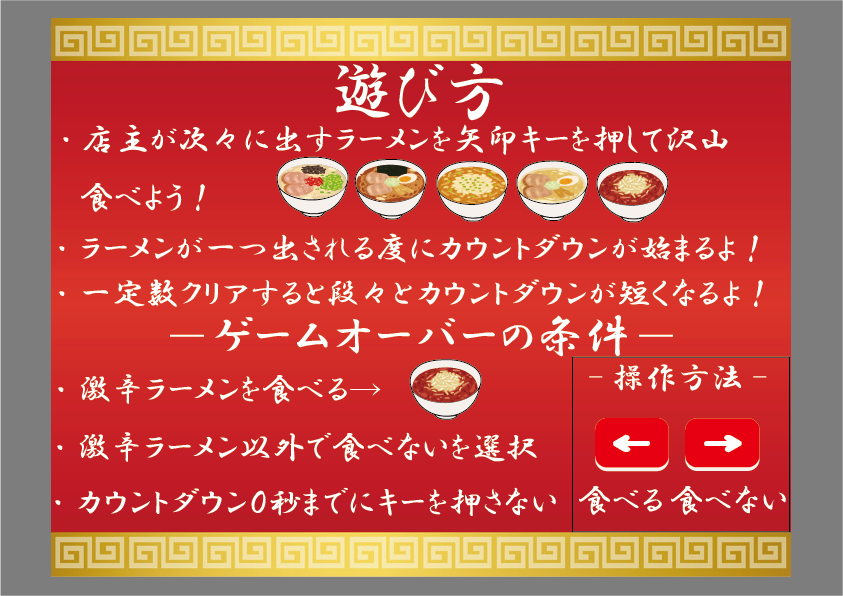 遊び方
・店主が次々に出すラーメンを矢印キーを押して沢山
食べよう！
・ラーメンが一つ出される度にカウントダウンが始まるよ！
・一定数クリアすると段々とカウントダウンが短くなるよ！
―ゲームオーバーの条件―
・激辛ラーメンを食べる→
・激辛ラーメン以外で食べないを選択
・カウントダウン0秒までにキーを押さない
－操作方法－
← →
食べる 食べない